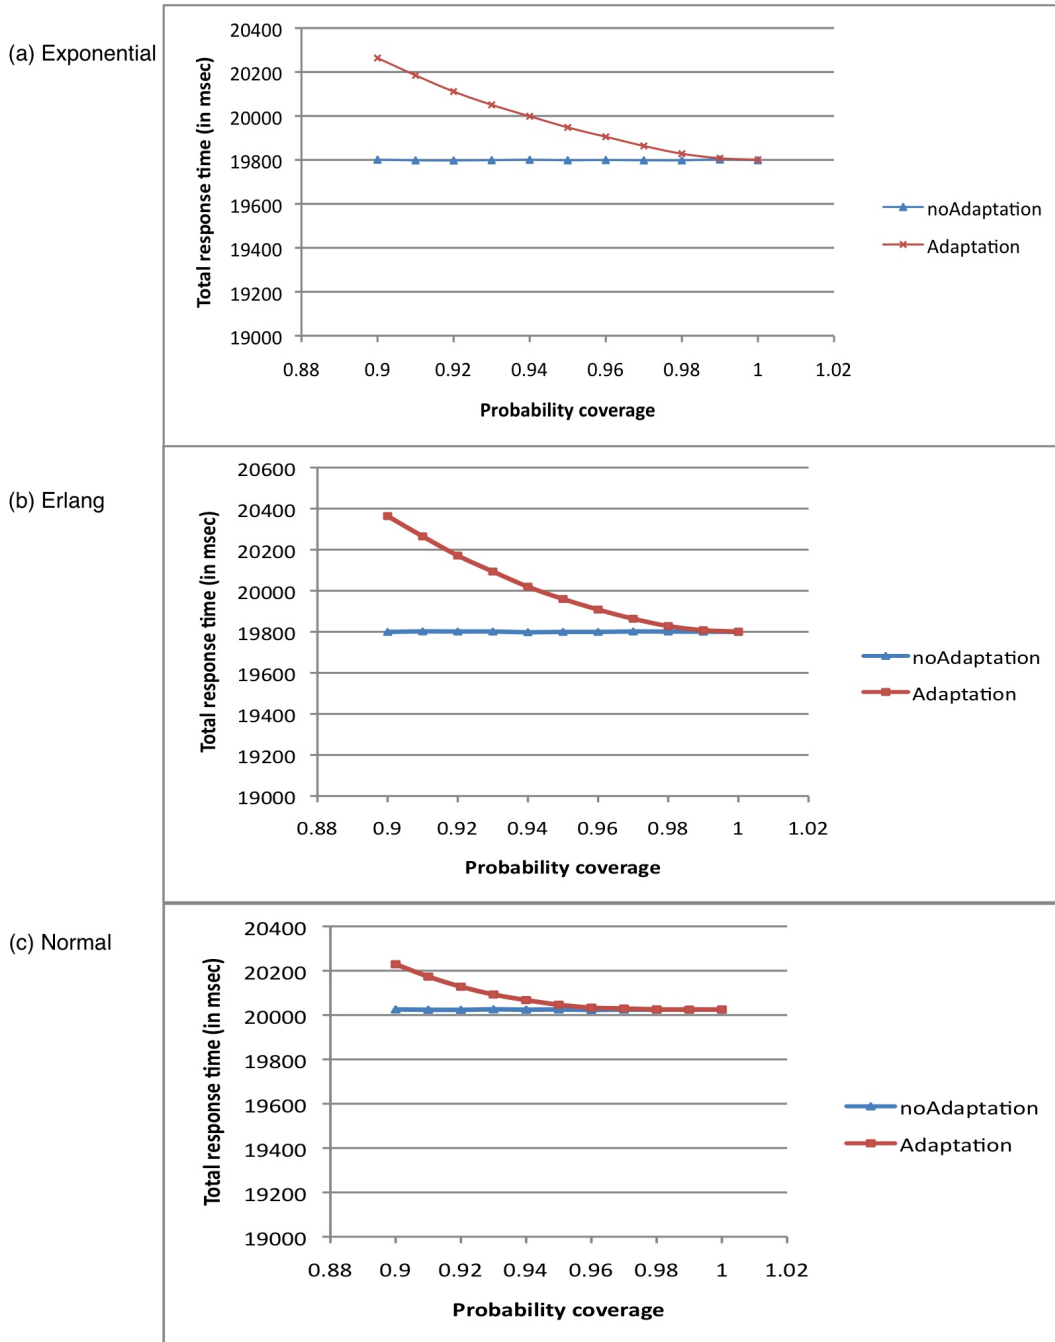 (a) Exponential
Total response time (in msec)
20400
20200
20000
19800
19600
19400
19200
19000
0.88 0.9 0.92 0.94 0.96 0.98 1 1.02
Probability coverage
noAdaptation
Adaptation
(b) Erlang
Total response time (in msec)
20600
20400
20200
20000
19800
19600
19400
19200
19000
0.88 0.9 0.92 0.94 0.96 0.98 1 1.02
Probability coverage
noAdaptation
Adaptation
(c) Normal
Total response time (in msec)
20400
20200
20000
19800
19600
19400
19200
19000
0.88 0.9 0.92 0.94 0.96 0.98 1 1.02
Probability coverage
noAdaptation
Adaptation